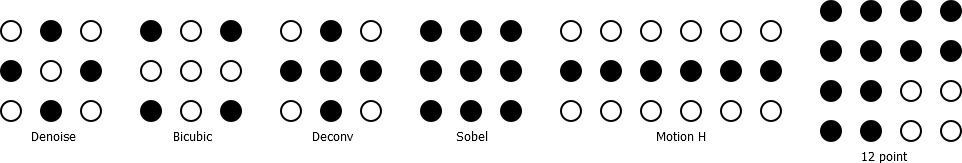 Denoise
Bicubic
Deconv
Sobel
Motion H
12 point